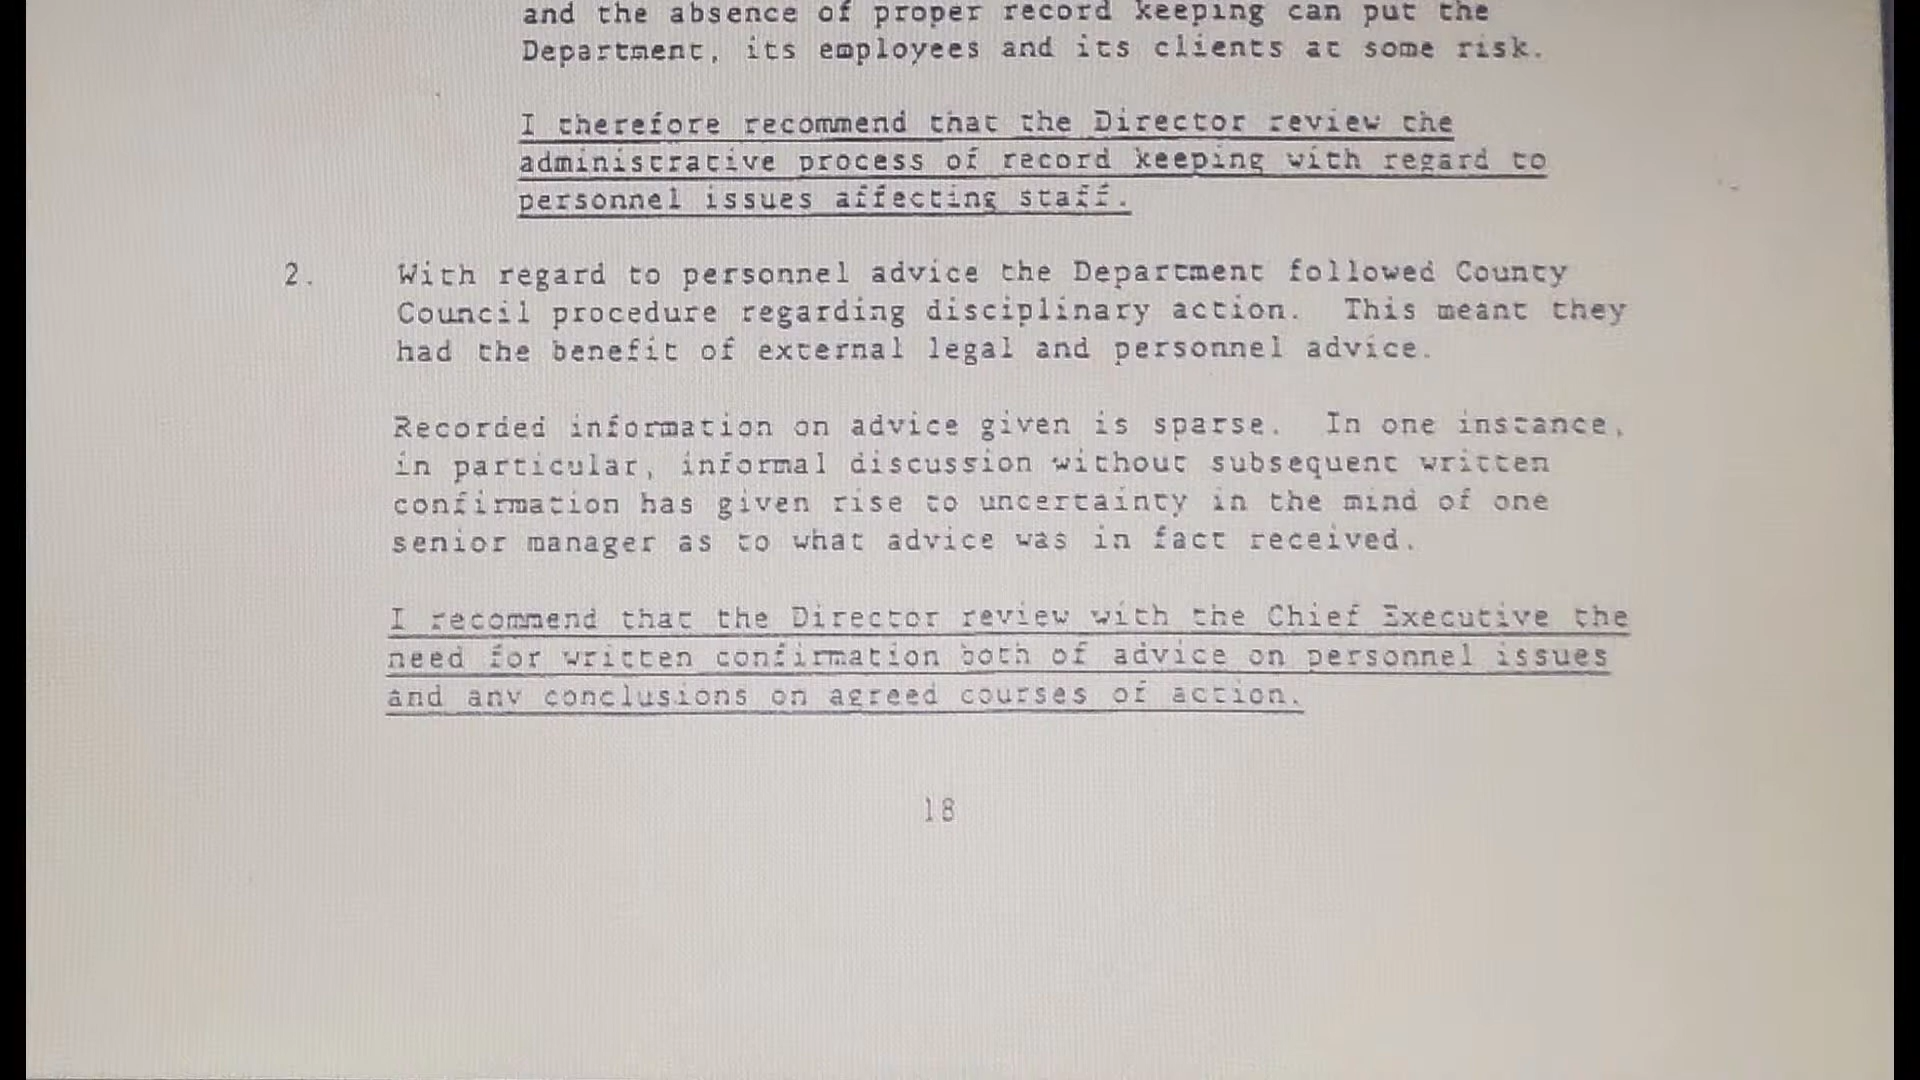 and the absence of proper record keeping can put the
Department, its employees and its clients at some risk.
I therefore recommend that the Director review the
administrative process of record keeping with regard to
personnel issues affecting staff.
2. With regard to personnel advice the Department followed County
Council procedure regarding disciplinary action. This meant they
had the benefit of external legal and personnel advice.
Recorded information on advice given is sparse. In one instance,
in particular, informal discussion without subsequent written
confirmation has given rise to uncertainty in the mind of one
senior manager as to what advice was in fact received.
I recommend that the Director review with the Chief Executive the
need for written confirmation both of advice on personnel issues
and any conclusions on agreed courses of action.
18